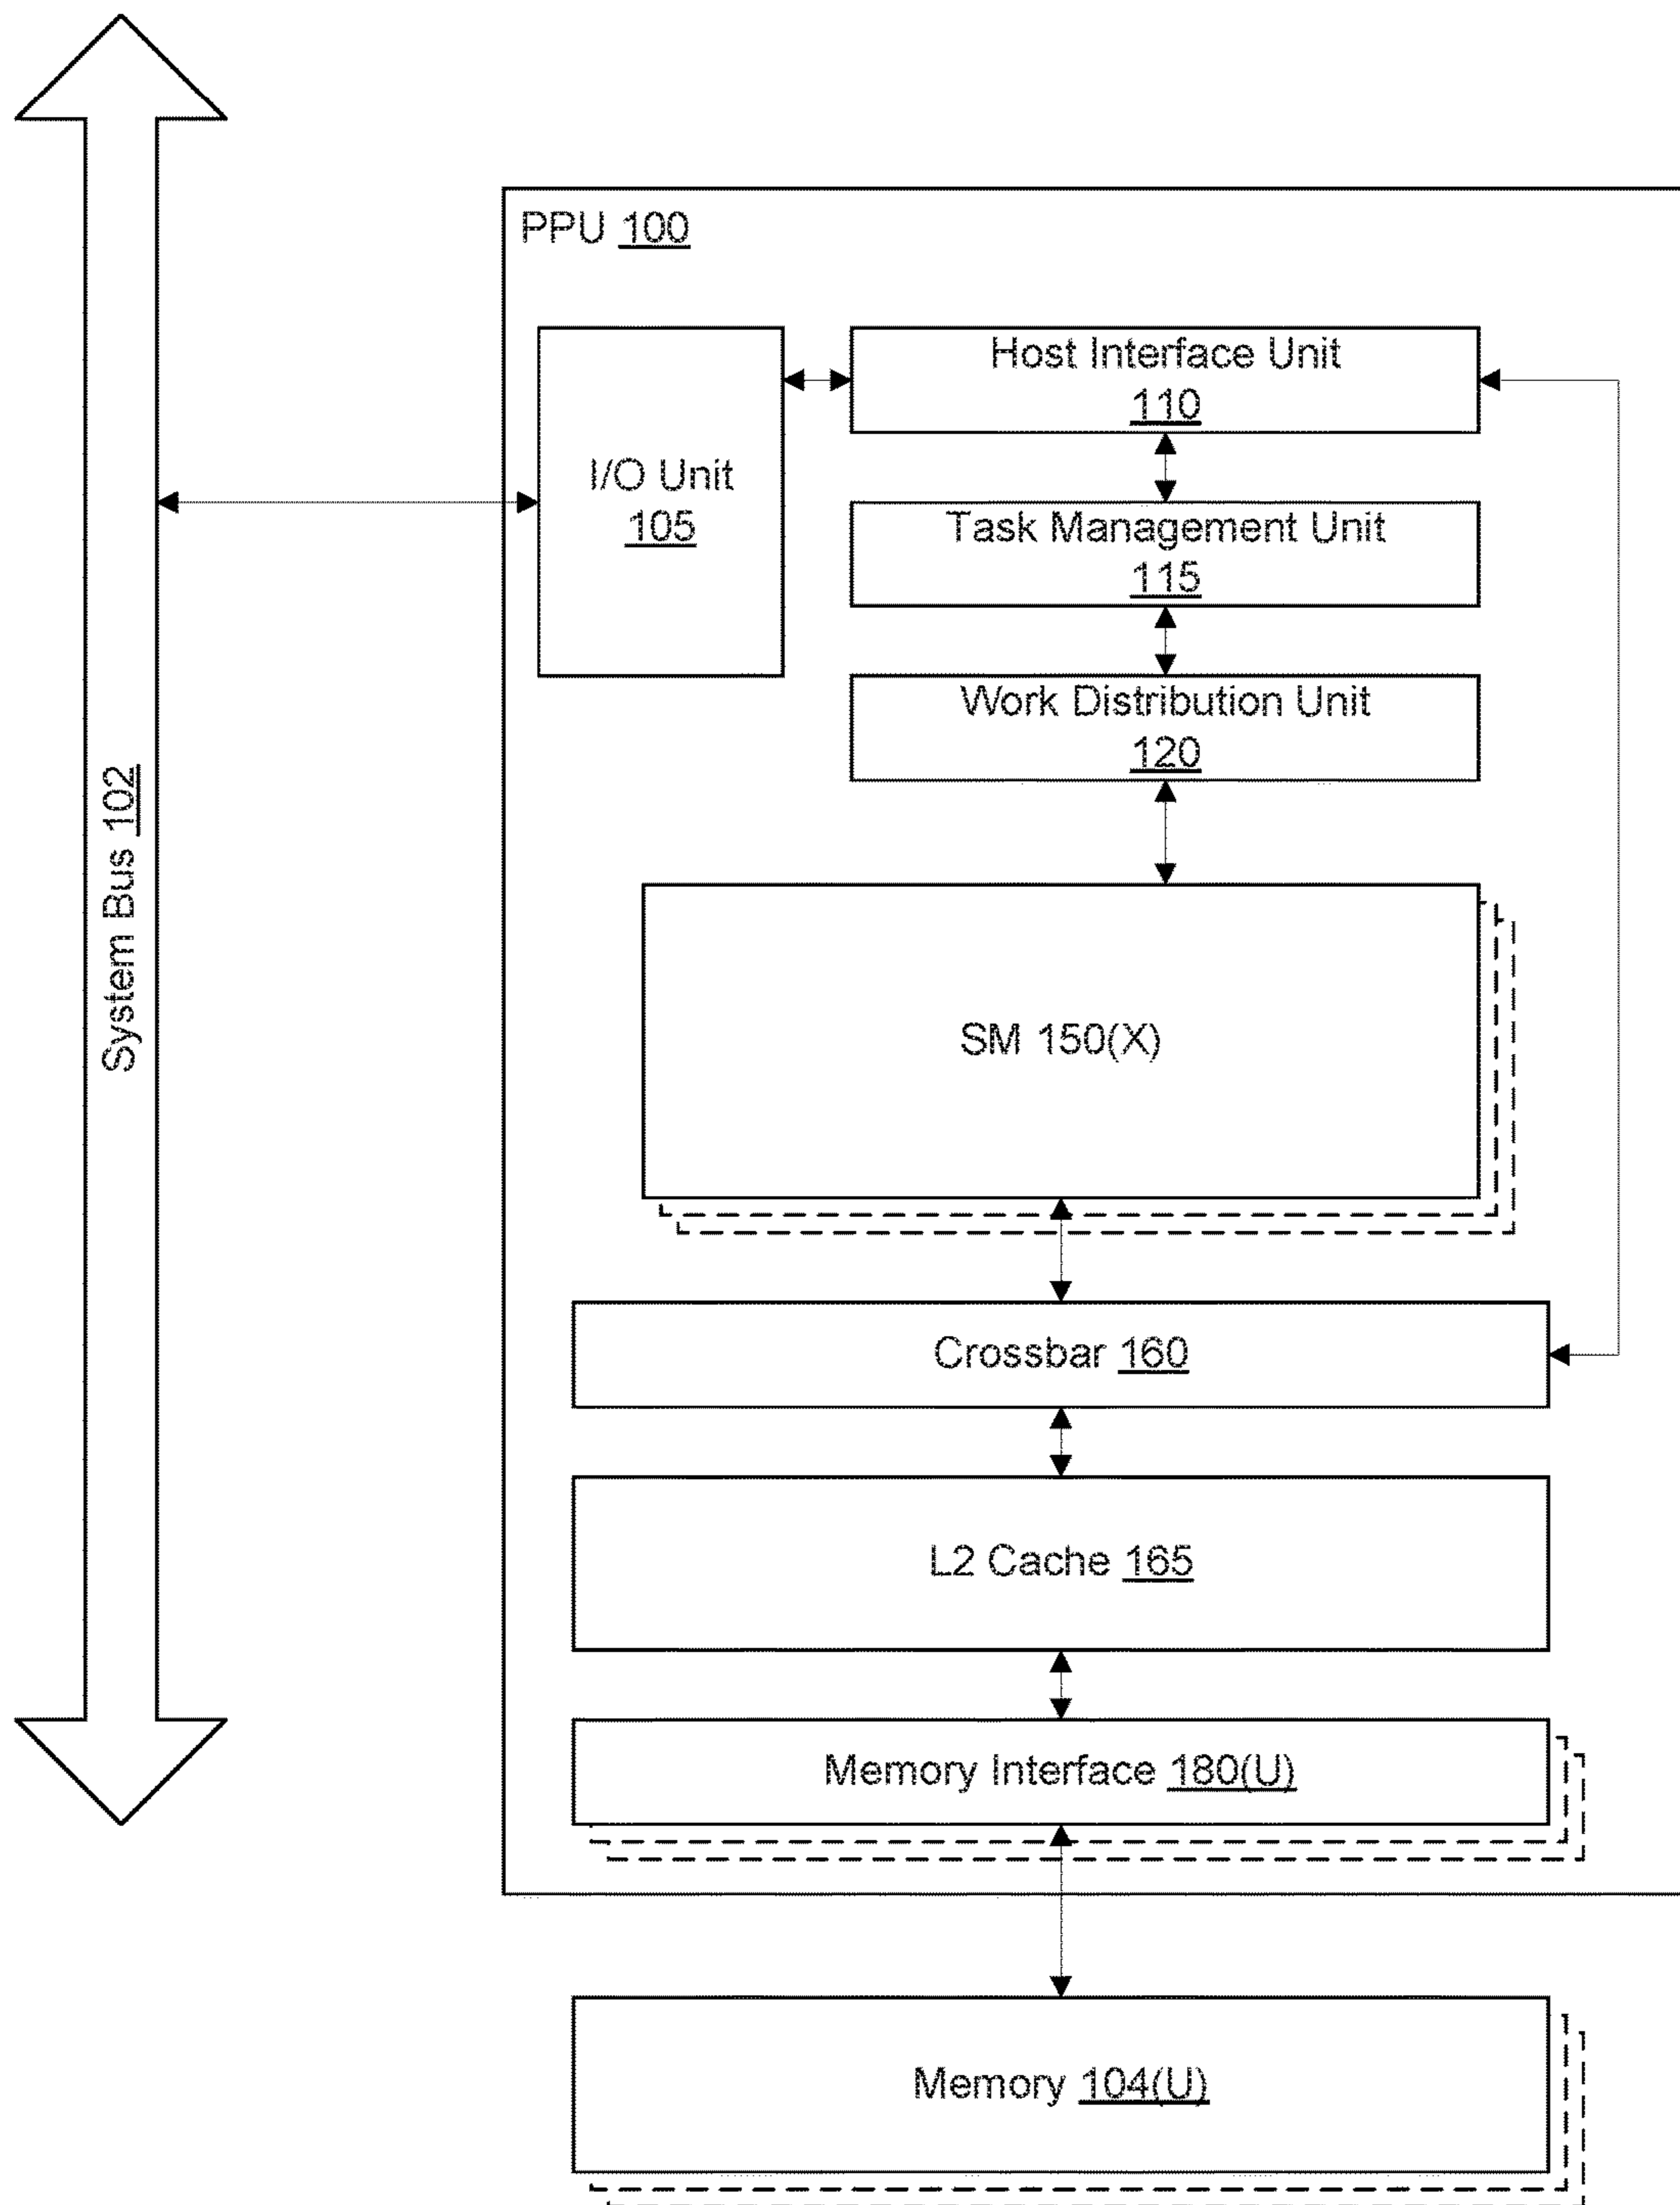 PPU 100
Host Interface Unit
110
I/O Unit
105
Task Management Unit
115
Work Distribution Unit
120
System Bus 102
SM 150(X)
Crossbar 160
L2 Cache 165
Memory Interface 180(U)
Memory 104(U)